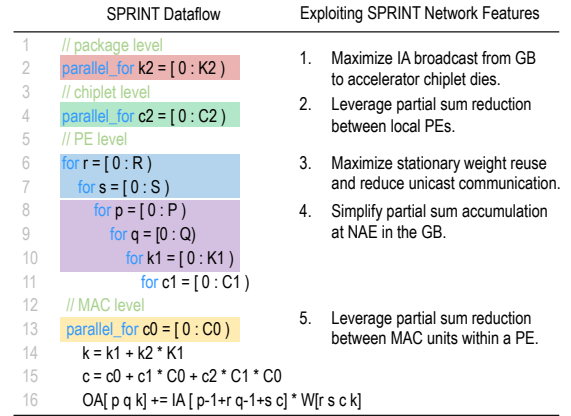 SPRINT Dataflow
Exploiting SPRINT Network Features
1 // package level
2 parallel_for k2 = [ 0 : K2 )
3 // chiplet level
4 parallel_for c2 = [ 0 : C2 )
5 // PE level
6 for r = [ 0 : R )
7 for s = [ 0 : S )
8 for p = [ 0 : P )
9 for q = [0 : Q)
10 for k1 = [ 0 : K1 )
11 for c1 = [ 0 : C1 )
12 // MAC level
13 parallel_for c0 = [ 0 : C0 )
14 k = k1 + k2 * K1
15 c = c0 + c1 * C0 + c2 * C1 * C0
16 OA[ p q k] += IA [ p-1+r q-1+s c] * W[r s c k]
1. Maximize IA broadcast from GB
to accelerator chiplet dies.
2. Leverage partial sum reduction
between local PEs.
3. Maximize stationary weight reuse
and reduce unicast communication.
4. Simplify partial sum accumulation
at NAE in the GB.
5. Leverage partial sum reduction
between MAC units within a PE.